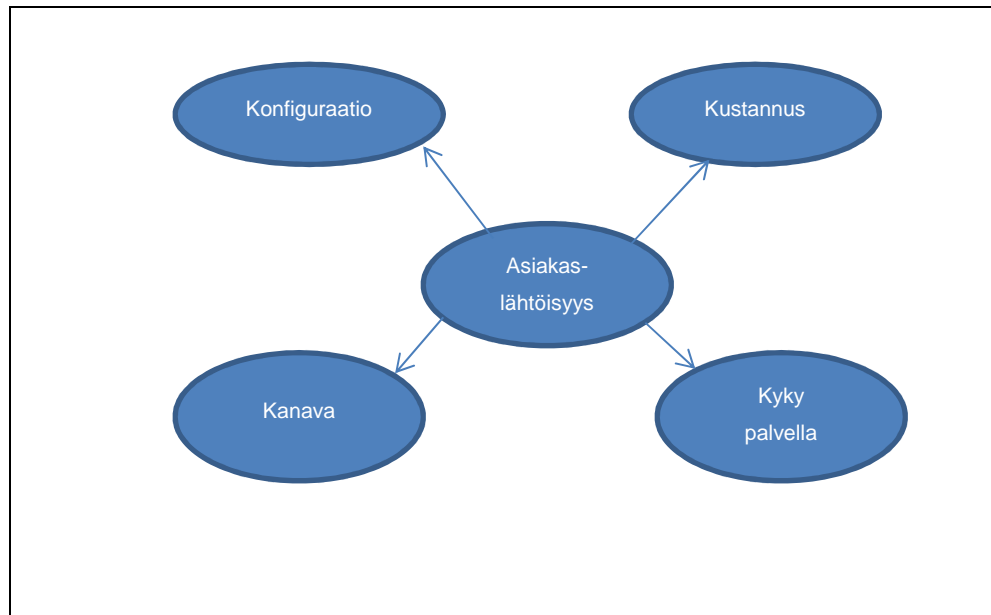 Konfiguraatio
Kustannus
Asiakas-
lähtöisyys
Kanava
Kyky
palvella